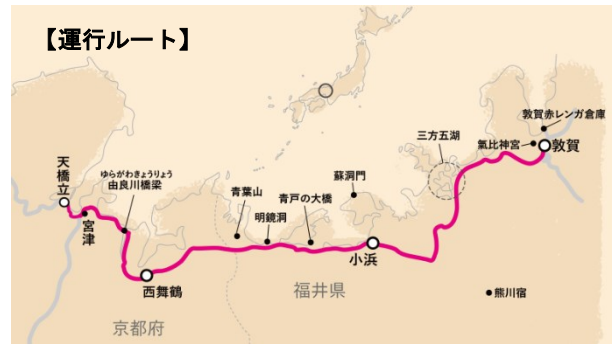 【運行ルート】
敦賀赤レンガ倉庫
三方五湖
氣比神宮
敦賀
天橋立
ゆらがわきょうりょう
由良川橋梁
青葉山
青戸の大橋
蘇洞門
宮津
明鏡洞
小浜
西舞鶴
福井県
熊川宿
京都府